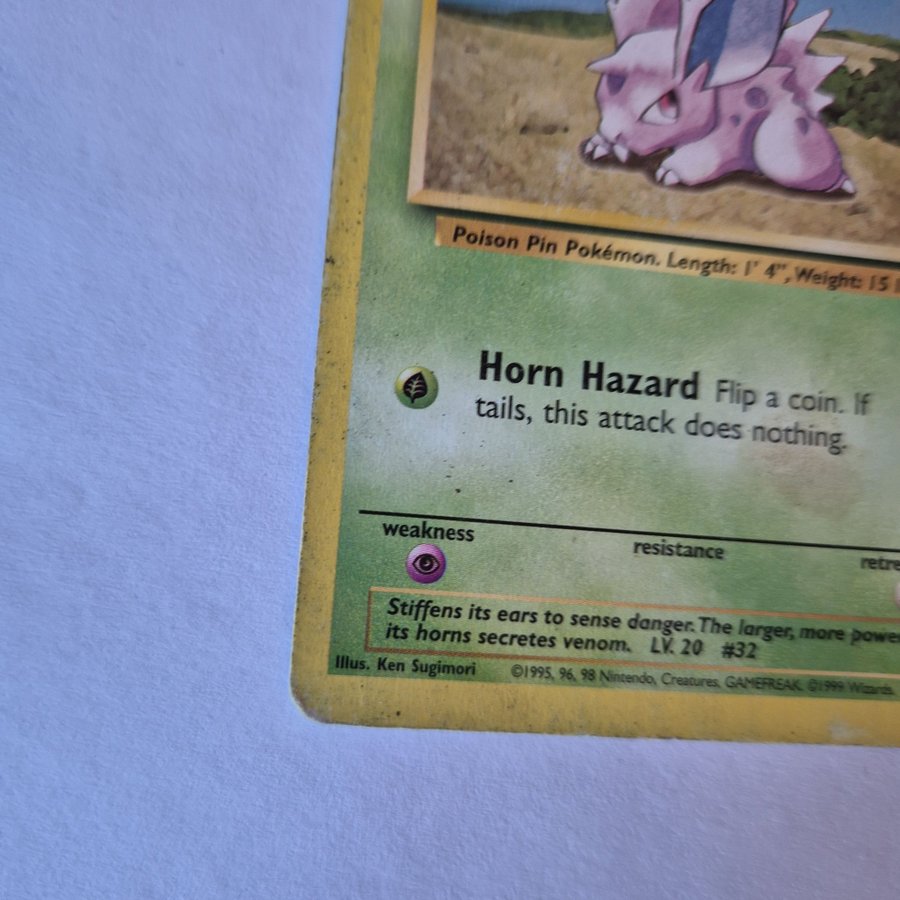 Poison Pin Pokémon. Length: 1' 4", Weight: 15
Horn Hazard Flip a coin. If
tails, this attack does nothing.
weakness
resistance
retre
Stiffens its ears to sense danger. The larger, more powe
its horns secretes venom. LV. 20 #32
Illus. Ken Sugimori
©1995, 96, 98 Nintendo, Creatures, GAMEFREAK. ©1999 Wizards.